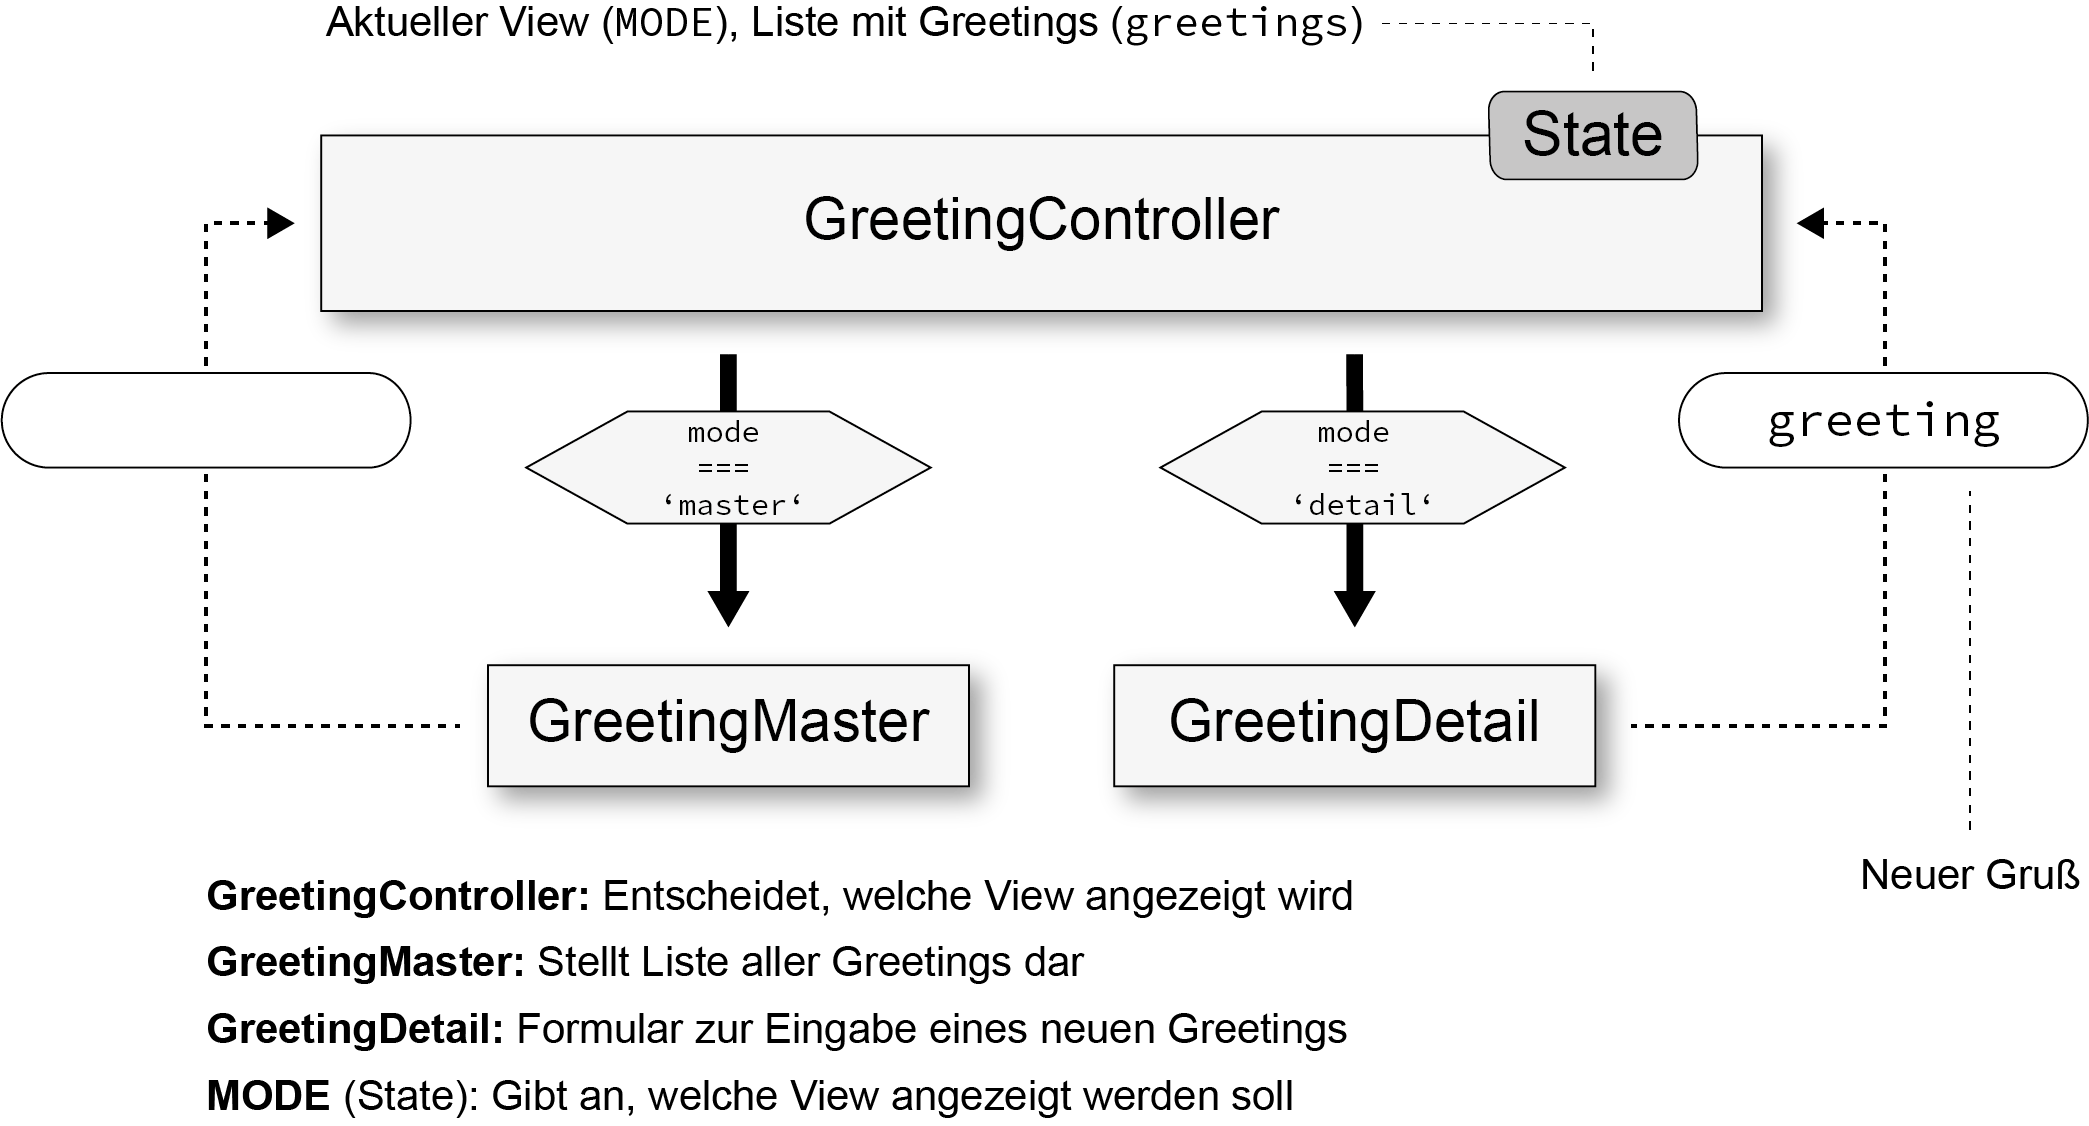 Aktueller View (MODE), Liste mit Greetings (greetings)
State
GreetingController
mode
===
‘master‘
mode
===
‘detail‘
greeting
GreetingMaster
GreetingDetail
Neuer Gruß
GreetingController: Entscheidet, welche View angezeigt wird
GreetingMaster: Stellt Liste aller Greetings dar
GreetingDetail: Formular zur Eingabe eines neuen Greetings
MODE (State): Gibt an, welche View angezeigt werden soll